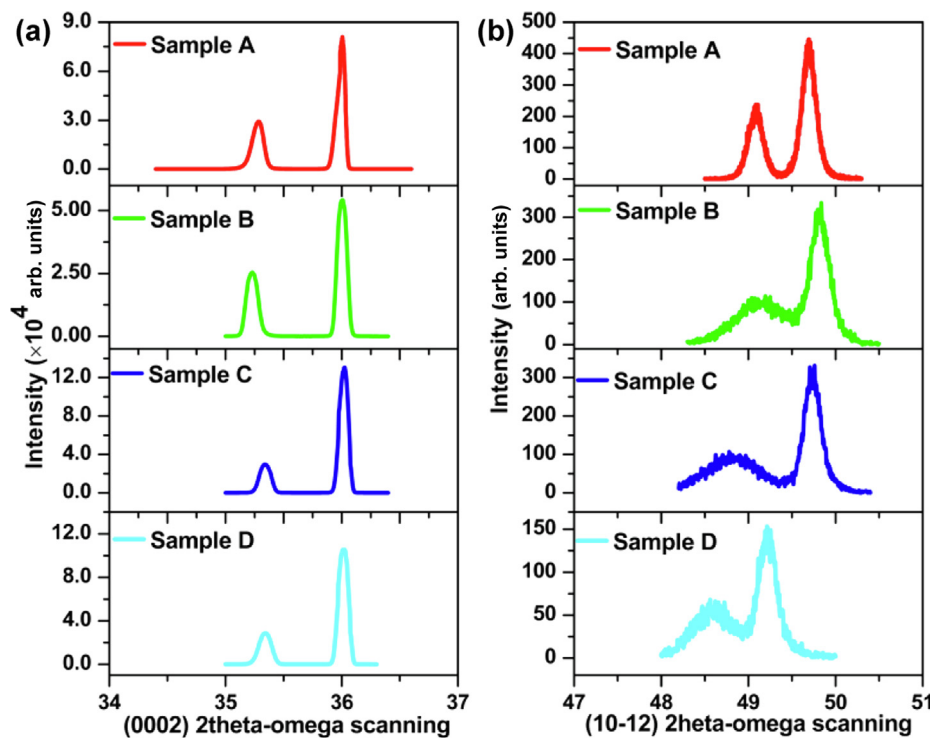 (a)
9.0
6.0
3.0
0.0
Sample A
5.00
2.50
0.00
Sample B
12.0
8.0
4.0
0.0
Sample C
12.0
8.0
4.0
0.0
Sample D
Intensity (×10⁴ arb. units)
34 35 36 37
(0002) 2theta-omega scanning
(b)
500
400
300
200
100
0
Sample A
300
200
100
0
Sample B
300
200
100
0
Sample C
150
100
50
0
Sample D
Intensity (arb. units)
47 48 49 50 51
(10-12) 2heta-omega scanning